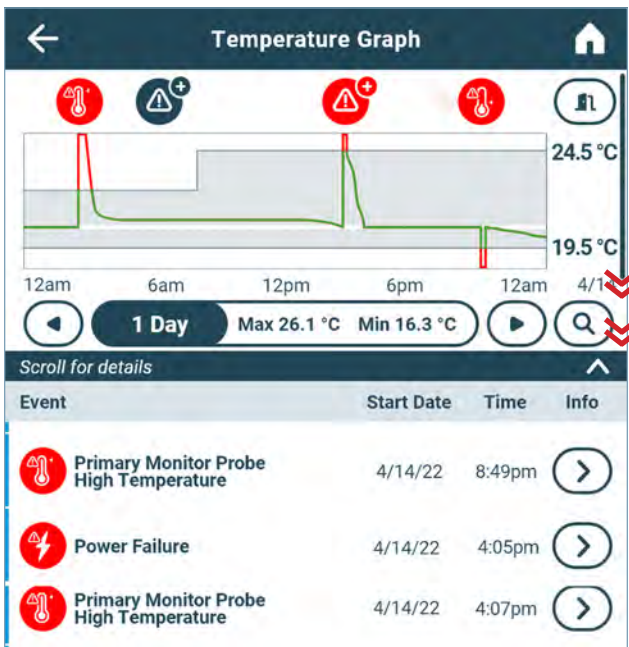 Temperature Graph
24.5 °C
19.5 °C
12am 6am 12pm 6pm 12am
1 Day Max 26.1 °C Min 16.3 °C
Scroll for details
Event Start Date Time Info
Primary Monitor Probe
High Temperature 4/14/22 8:49pm
Power Failure 4/14/22 4:05pm
Primary Monitor Probe
High Temperature 4/14/22 4:07pm